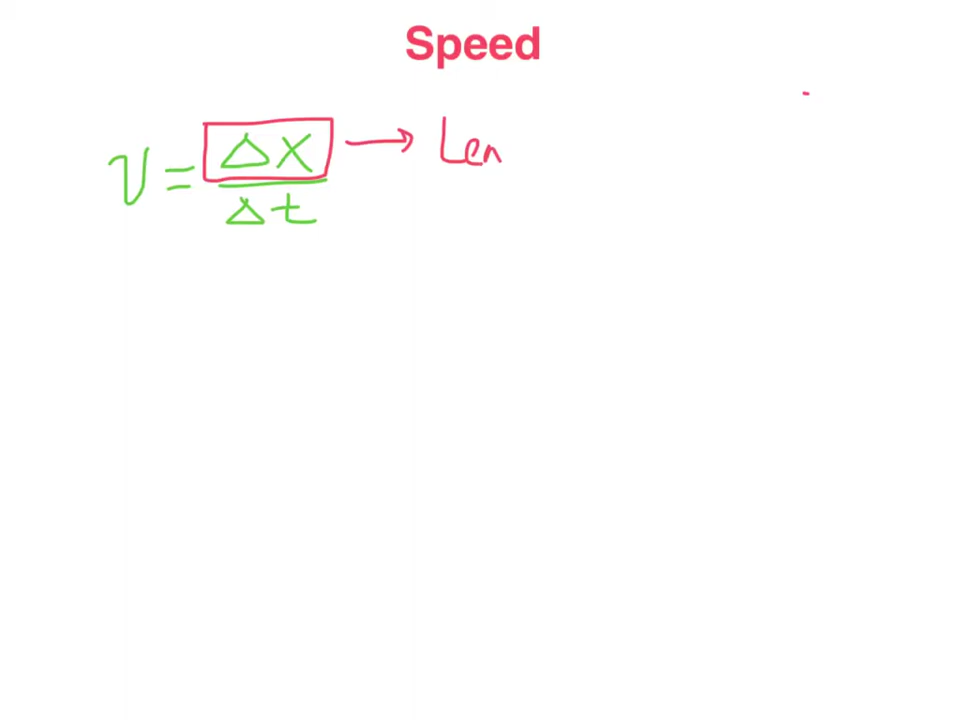 Speed
V = Δx / Δt → Len